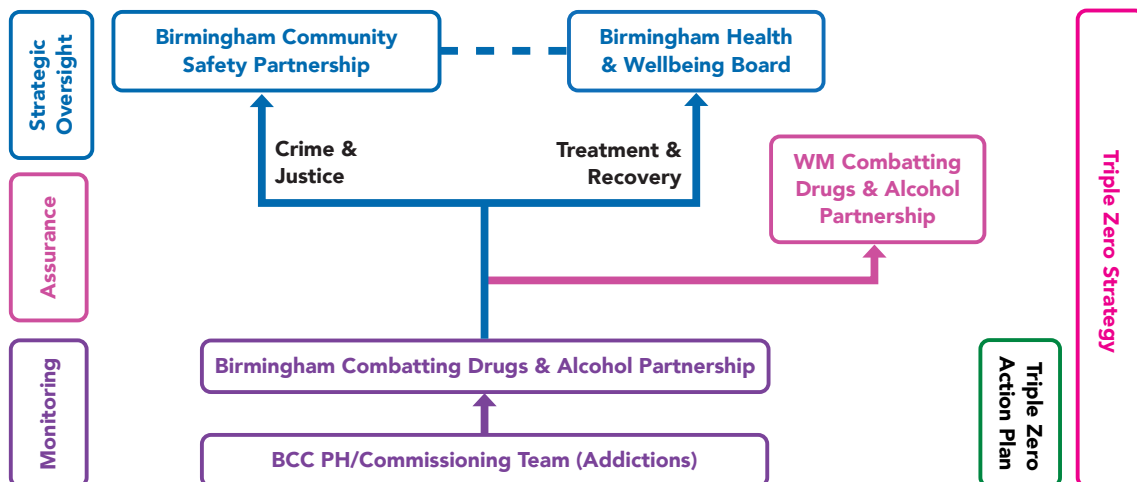 Strategic
Oversight
Birmingham Community
Safety Partnership
Birmingham Health
& Wellbeing Board
Crime &
Justice
Treatment &
Recovery
WM Combatting
Drugs & Alcohol
Partnership
Assurance
Monitoring
Birmingham Combatting Drugs & Alcohol Partnership
BCC PH/Commissioning Team (Addictions)
Triple Zero
Action Plan
Triple Zero Strategy